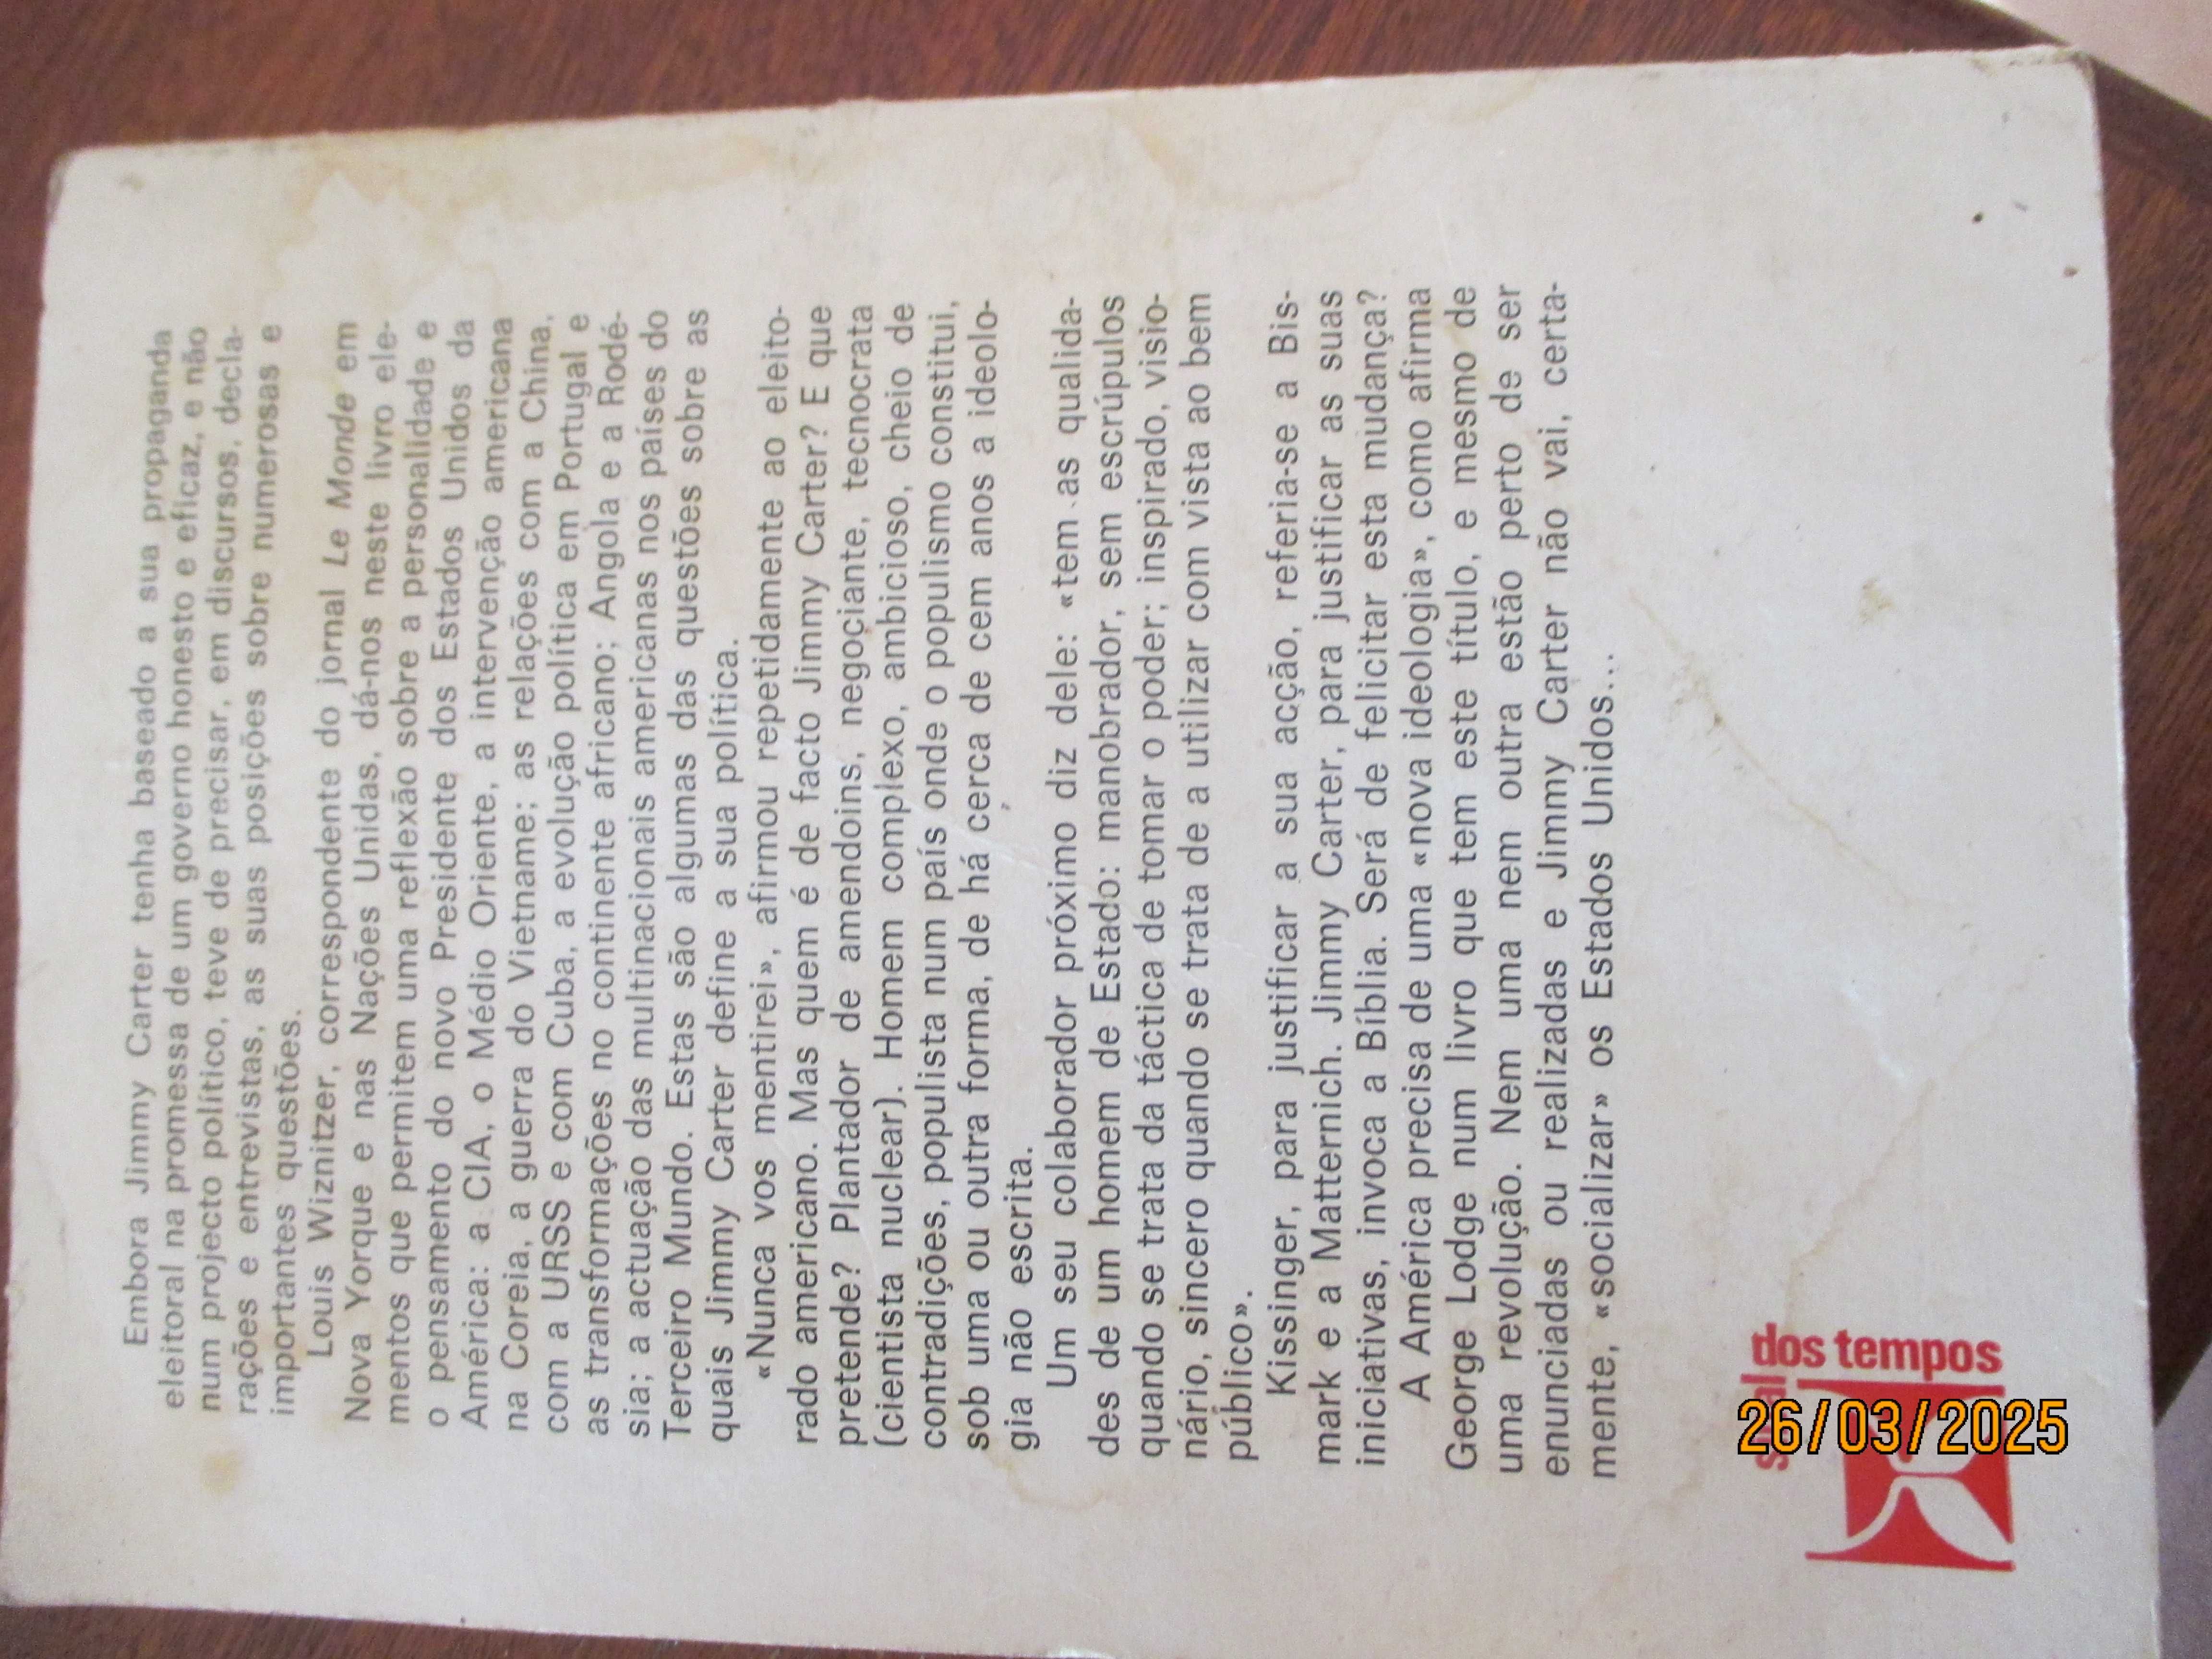 Embora Jimmy Carter tenha baseado a sua propaganda
eleitoral na promessa de um governo honesto e eficaz, e não
num projecto político, teve de precisar, em discursos, decla-
rações e entrevistas, as suas posições sobre numerosas e
importantes questões.
Louis Wiznitzer, correspondente do jornal Le Monde em
Nova Yorque e nas Nações Unidas, dá-nos neste livro ele-
mentos que permitem uma reflexão sobre a personalidade e
o pensamento do novo Presidente dos Estados Unidos da
América: a CIA, o Médio Oriente, a intervenção americana
na Coreia, a guerra do Vietname; as relações com a China,
com a URSS e com Cuba, a evolução política em Portugal e
as transformações no continente africano; Angola e a Rodé-
sia; a actuação das multinacionais americanas nos países do
Terceiro Mundo. Estas são algumas das questões sobre as
quais Jimmy Carter define a sua política.
«Nunca vos mentirei», afirmou repetidamente ao eleito-
rado americano. Mas quem é de facto Jimmy Carter? E que
pretende? Plantador de amendoins, negociante, tecnocrata
(cientista nuclear). Homem complexo, ambicioso, cheio de
contradições, populista num país onde o populismo constitui,
sob uma ou outra forma, de há cerca de cem anos a ideolo-
gia não escrita.
Um seu colaborador próximo diz dele: «tem as qualida-
des de um homem de Estado: manobrador, sem escrúpulos
quando se trata da táctica de tomar o poder; inspirado, visio-
nário, sincero quando se trata de a utilizar com vista ao bem
público».
Kissinger, para justificar a sua acção, referia-se a Bis-
mark e a Matternich. Jimmy Carter, para justificar as suas
iniciativas, invoca a Bíblia. Será de felicitar esta mudança?
A América precisa de uma «nova ideologia», como afirma
George Lodge num livro que tem este título, e mesmo de
uma revolução. Nem uma nem outra estão perto de ser
enunciadas ou realizadas e Jimmy Carter não vai, certa-
mente, «socializar» os Estados Unidos...
dos tempos
26/03/2025